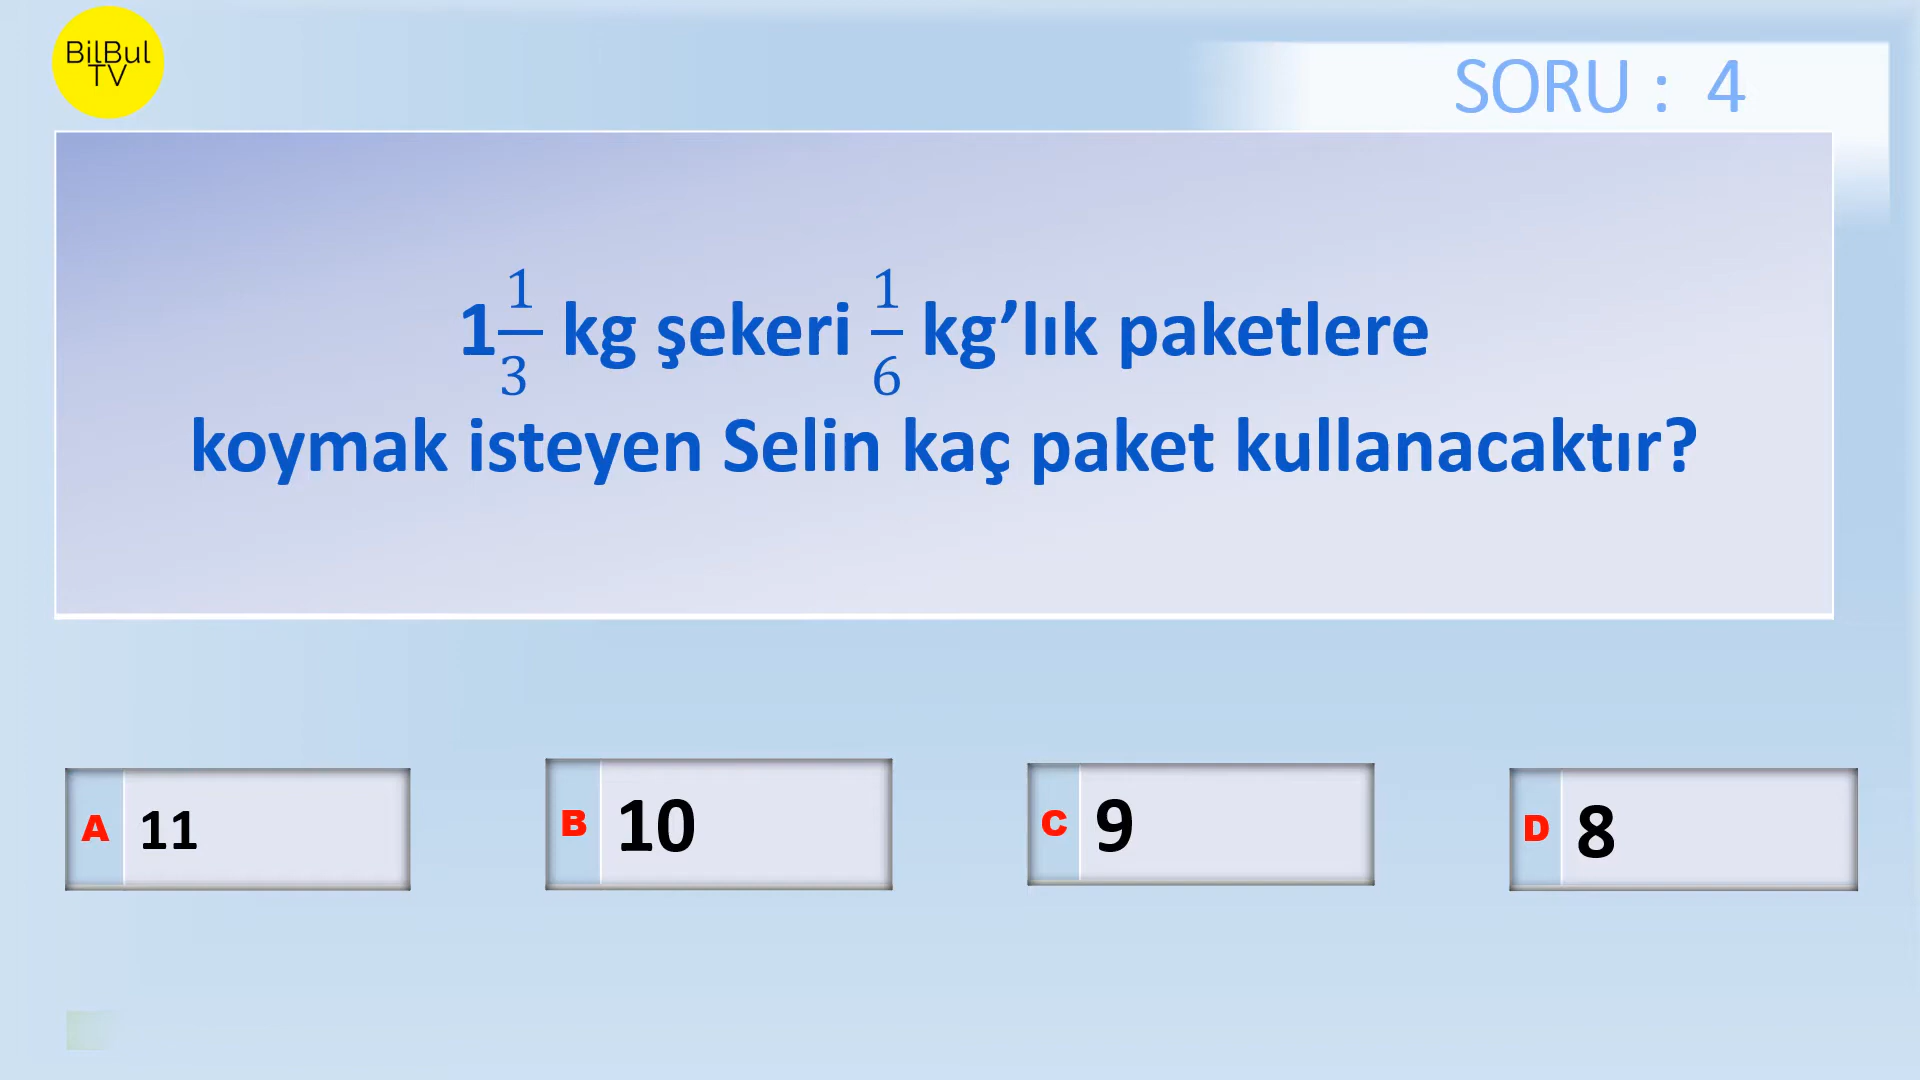 BilBul
TV
SORU : 4
1 1/3 kg şekeri 1/6 kg’lık paketlere
koymak isteyen Selin kaç paket kullanacaktır?
A 11
B 10
C 9
D 8